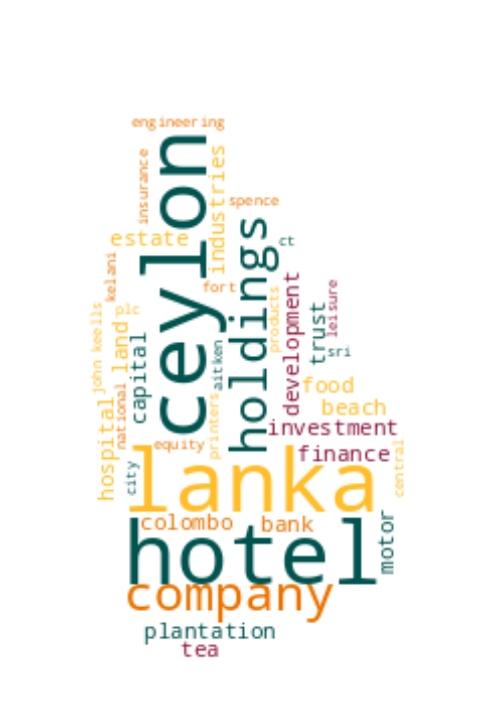 engineering
insurance
ceylon
industries
spence
estate
holdings
ct
kelani
fort
products
development
leisure
john keells
plc
land
capital
aitken
trust
sri
national
printers
food
beach
hospital
equity
investment
finance
central
city
lanka
colombo
bank
motor
hotel
company
plantation
tea